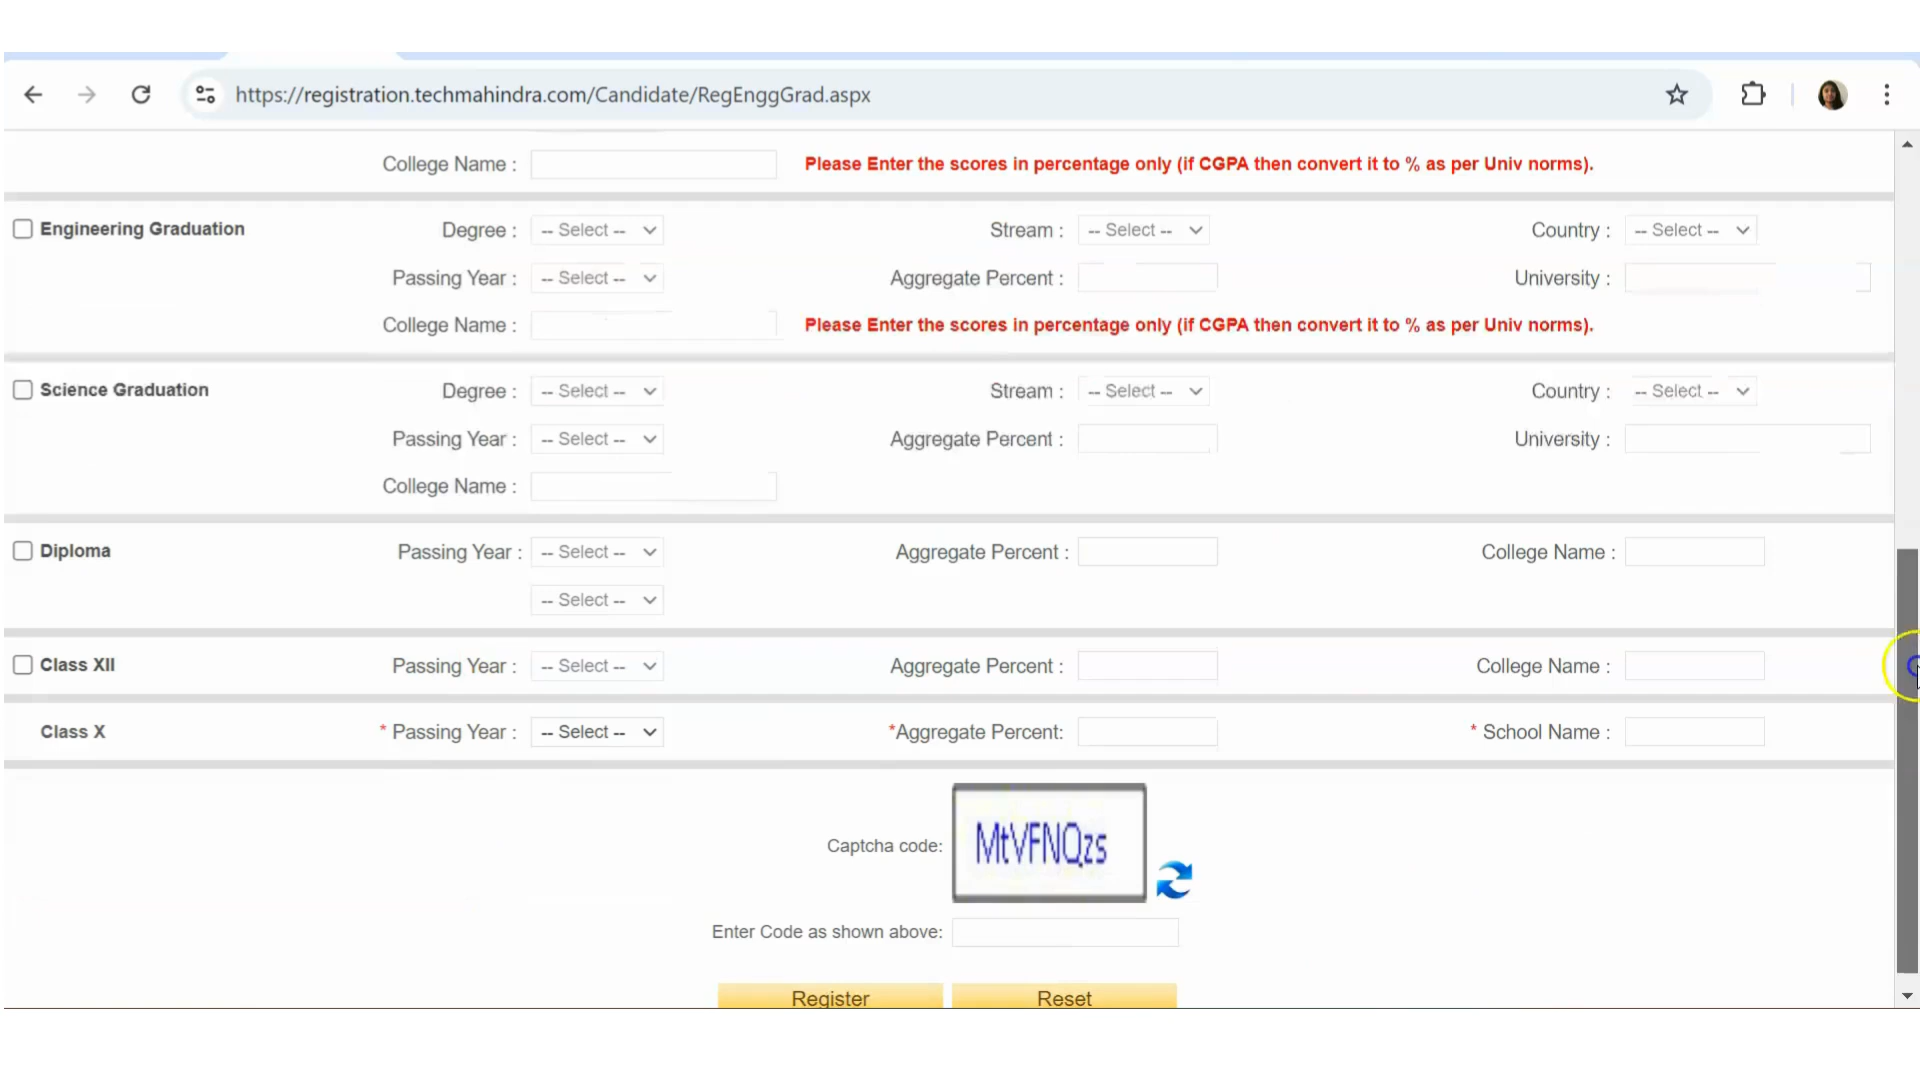 https://registration.techmahindra.com/Candidate/RegEnggGrad.aspx
College Name : Please Enter the scores in percentage only (if CGPA then convert it to % as per Univ norms).
Engineering Graduation Degree : -- Select -- Stream : -- Select -- Country : -- Select --
Passing Year : -- Select -- Aggregate Percent : University :
College Name : Please Enter the scores in percentage only (if CGPA then convert it to % as per Univ norms).
Science Graduation Degree : -- Select -- Stream : -- Select -- Country : -- Select --
Passing Year : -- Select -- Aggregate Percent : University :
College Name :
Diploma Passing Year : -- Select -- Aggregate Percent : College Name :
-- Select --
Class XII Passing Year : -- Select -- Aggregate Percent : College Name :
Class X * Passing Year : -- Select -- *Aggregate Percent: * School Name :
Captcha code: MtVFNQzs
Enter Code as shown above:
Register Reset